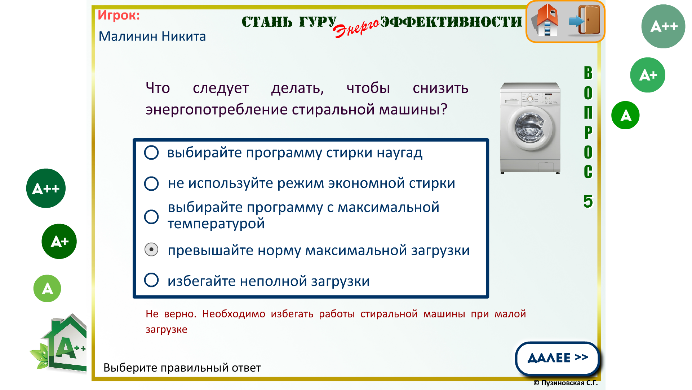 Игрок:
Малинин Никита
СТАНЬ ГУРУ Энерго ЭФФЕКТИВНОСТИ
A++
A+
A
Что следует делать, чтобы снизить
энергопотребление стиральной машины?
ВОПРОС 5
выбирайте программу стирки наугад
не используйте режим экономной стирки
выбирайте программу с максимальной
температурой
превышайте норму максимальной загрузки
избегайте неполной загрузки
A++
A+
A
A++
Не верно. Необходимо избегать работы стиральной машины при малой
загрузке
Выберите правильный ответ
ДАЛЕЕ >>
© Пузиновская С.Г.